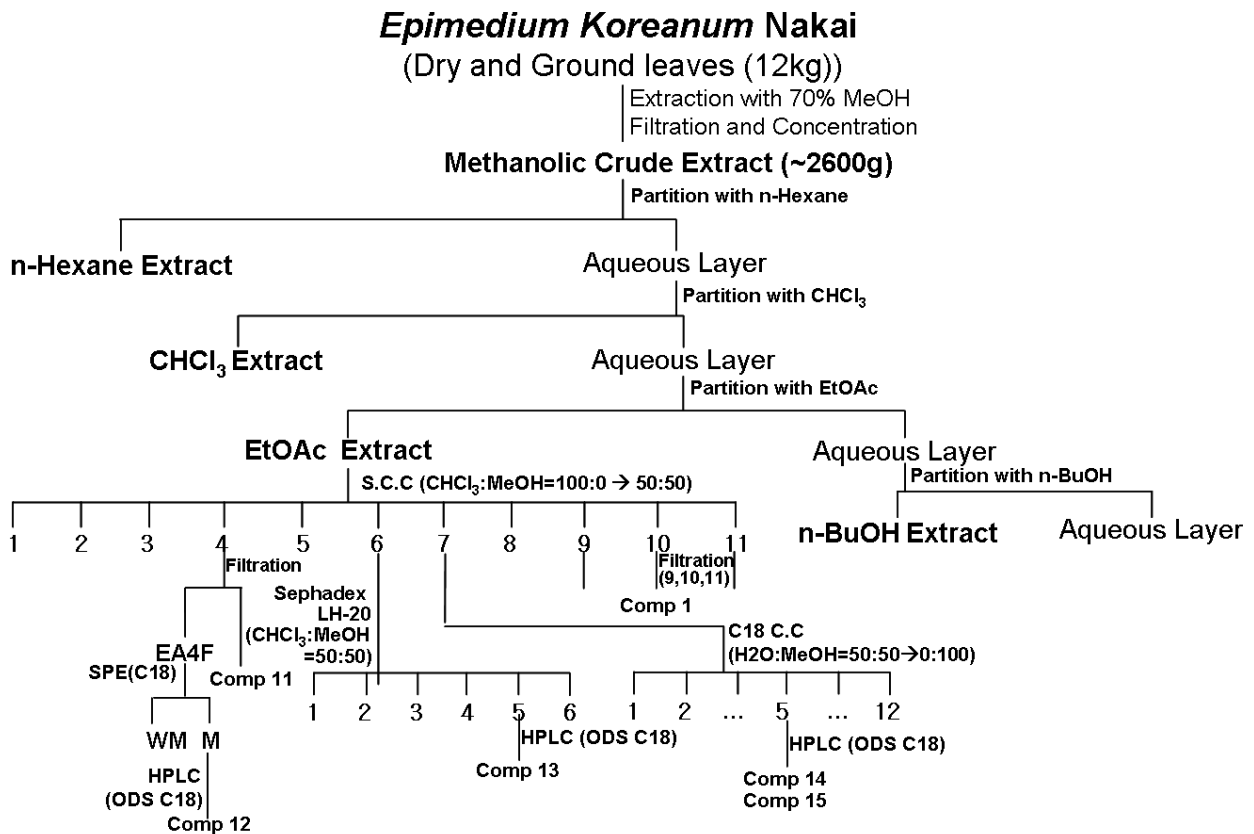 Epimedium Koreanum Nakai
(Dry and Ground leaves (12kg))
Extraction with 70% MeOH
Filtration and Concentration
Methanolic Crude Extract (~2600g)
Partition with n-Hexane
n-Hexane Extract
Aqueous Layer
Partition with CHCl₃
CHCl₃ Extract
Aqueous Layer
Partition with EtOAc
EtOAc Extract
Aqueous Layer
S.C.C (CHCl₃:MeOH=100:0 → 50:50)
Partition with n-BuOH
n-BuOH Extract
Aqueous Layer
1 2 3 4 5 6 7 8 9 10 11
Filtration
Filtration
(9,10,11)
Comp 1
Sephadex
LH-20
(CHCl₃:MeOH
=50:50)
C18 C.C
(H2O:MeOH=50:50→0:100)
EA4F
SPE(C18)
Comp 11
1 2 3 4 5 6
1 2 ... 5 ... 12
WM M
HPLC (ODS C18)
HPLC (ODS C18)
HPLC
(ODS C18)
Comp 13
Comp 14
Comp 15
Comp 12